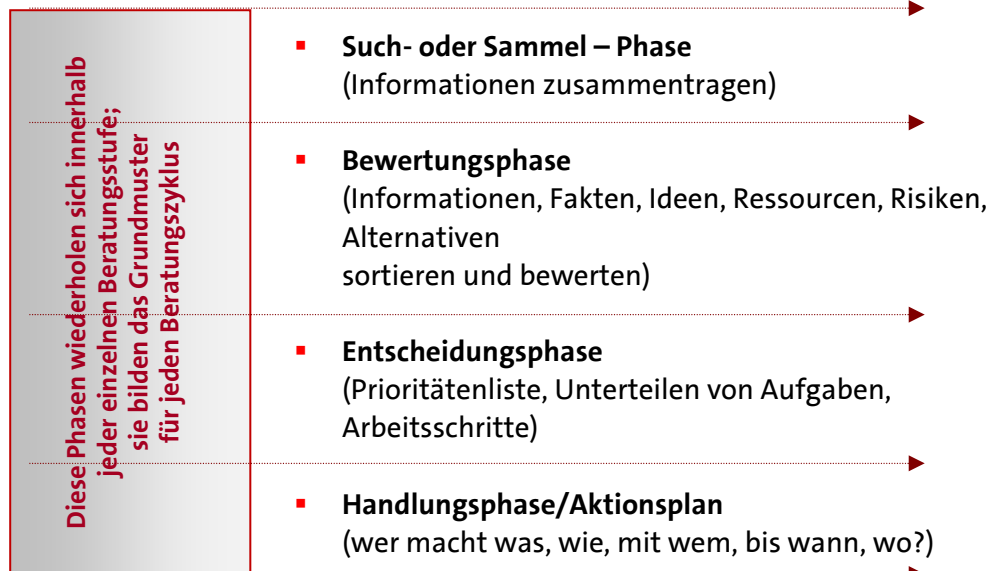 Diese Phasen wiederholen sich innerhalb
jeder einzelnen Beratungsstufe;
sie bilden das Grundmuster
für jeden Beratungszyklus
▪ Such- oder Sammel – Phase
(Informationen zusammentragen)
▪ Bewertungsphase
(Informationen, Fakten, Ideen, Ressourcen, Risiken,
Alternativen
sortieren und bewerten)
▪ Entscheidungsphase
(Prioritätenliste, Unterteilen von Aufgaben,
Arbeitsschritte)
▪ Handlungsphase/Aktionsplan
(wer macht was, wie, mit wem, bis wann, wo?)